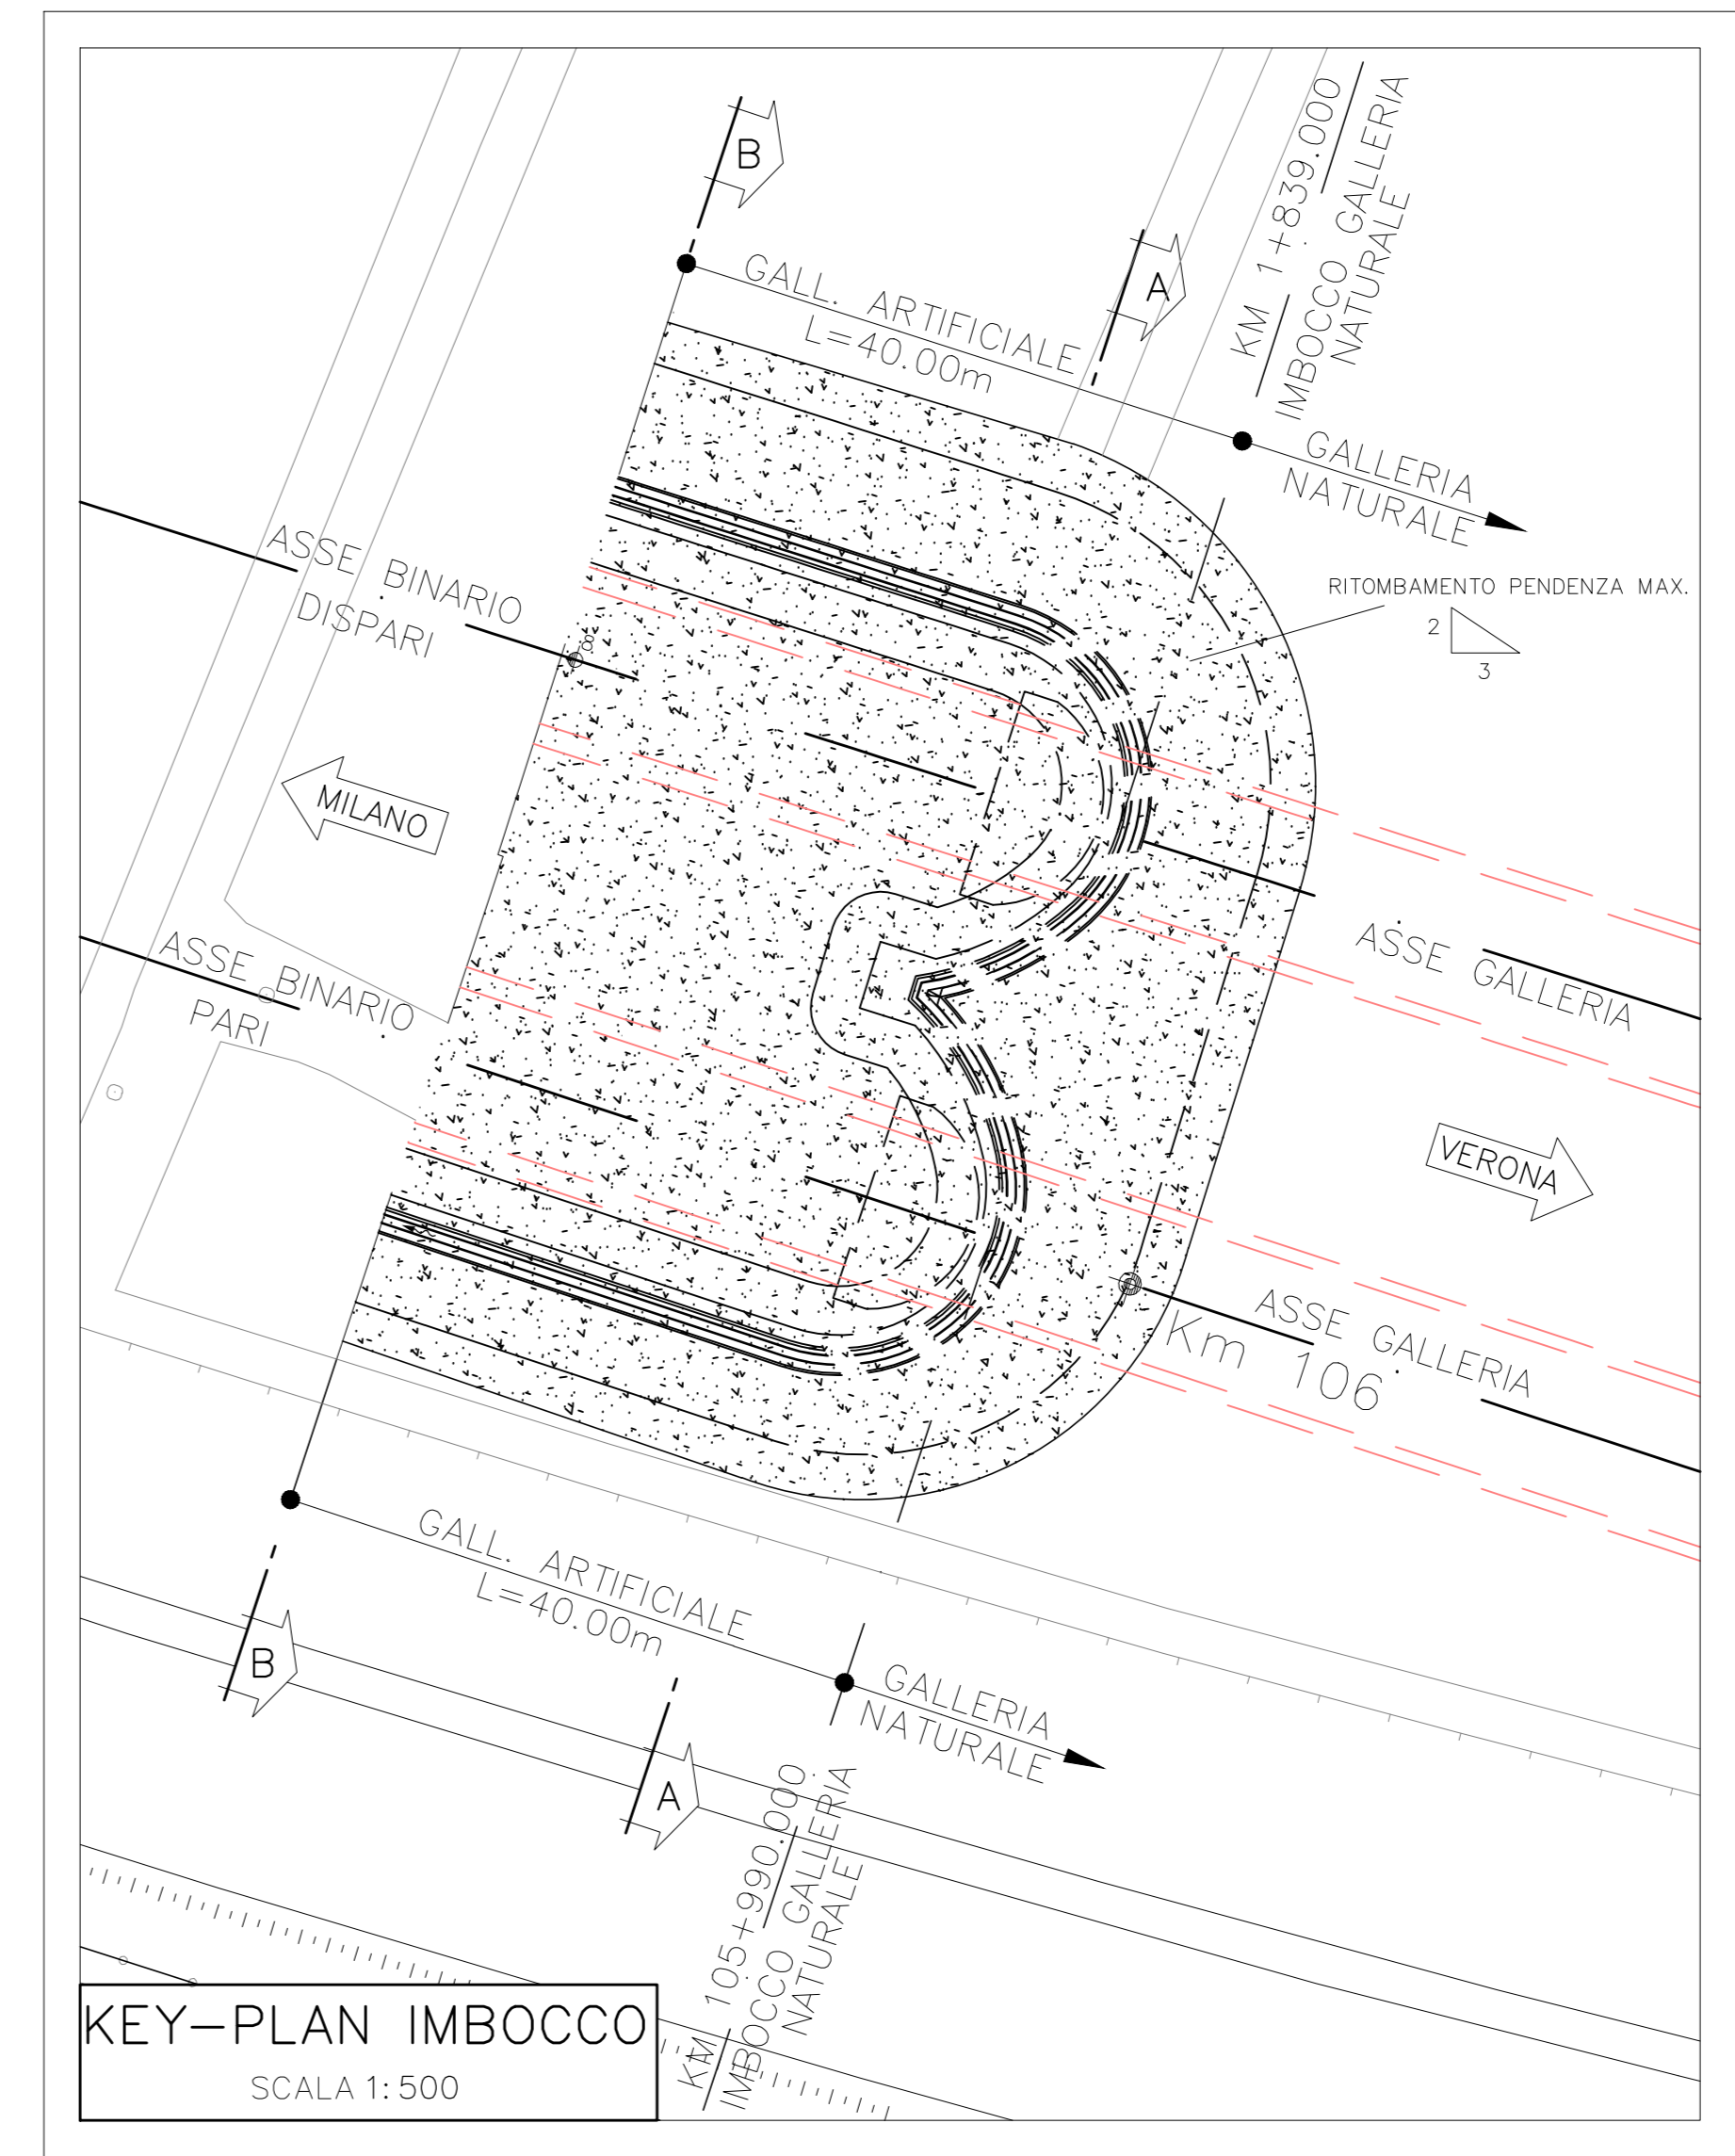 B
A
KM 1+839.000
IMBOCCO GALLERIA
NATURALE
GALL. ARTIFICIALE
L=40.00m
GALLERIA
NATURALE
RITOMBAMENTO PENDENZA MAX.
2
3
ASSE BINARIO
DISPARI
8
MILANO
ASSE BINARIO
PARI
ASSE GALLERIA
VERONA
ASSE GALLERIA
Km 106
GALL. ARTIFICIALE
L=40.00m
GALLERIA
NATURALE
B
A
KM 105+990.000
IMBOCCO GALLERIA
NATURALE
KEY-PLAN IMBOCCO
SCALA 1:500